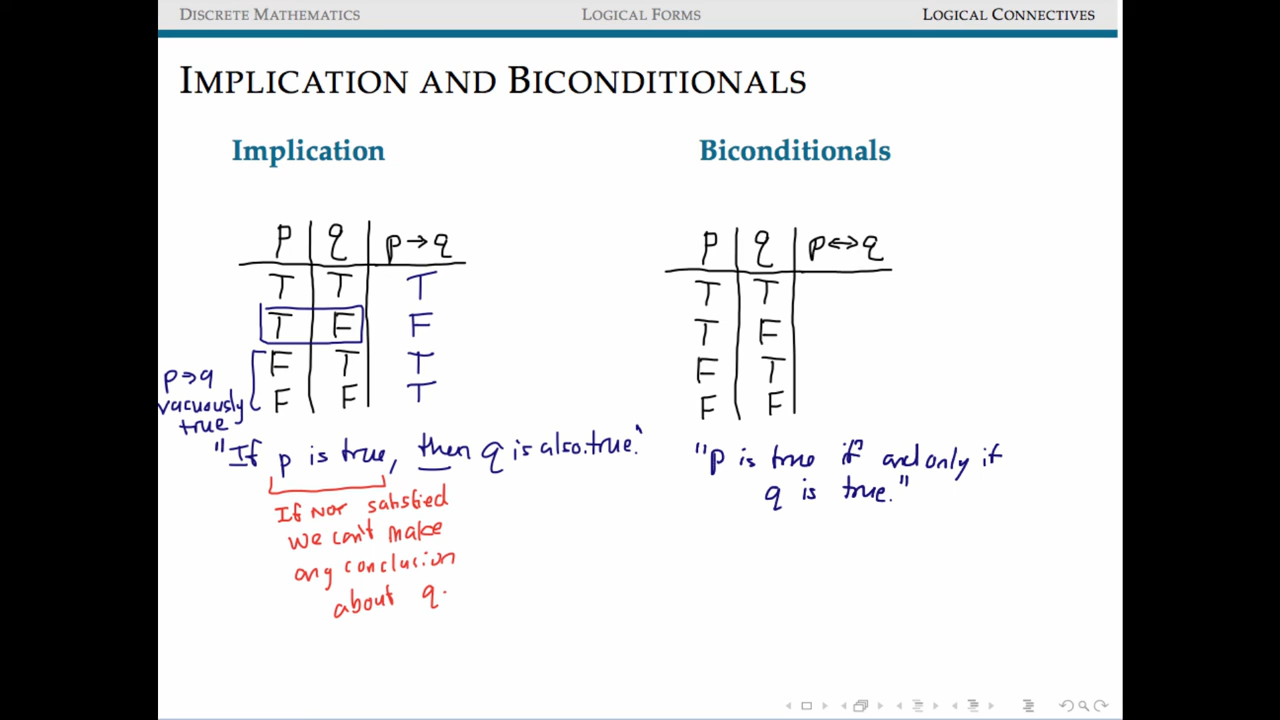 DISCRETE MATHEMATICS LOGICAL FORMS LOGICAL CONNECTIVES
IMPLICATION AND BICONDITIONALS
Implication
p q p→q
T T T
T F F
F T T
F F T
p→q
vacuously
true
"If p is true, then q is also true."
If not satisfied
we can't make
any conclusion
about q.
Biconditionals
p q p↔q
T T
T F
F T
F F
"p is true if and only if
q is true."